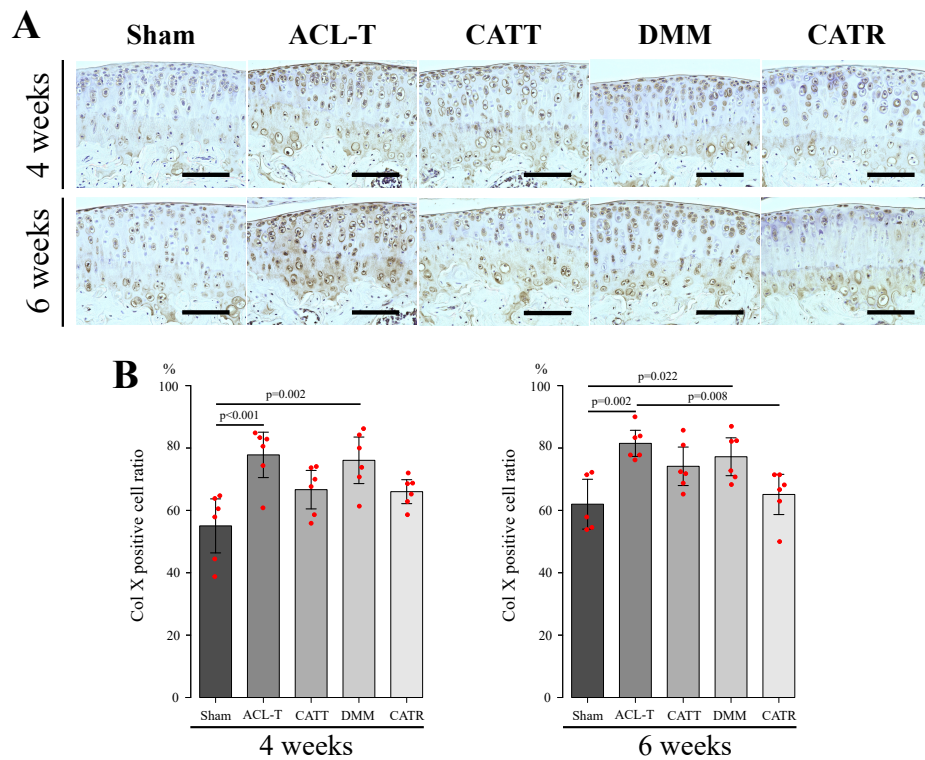 A
Sham ACL-T CATT DMM CATR
4 weeks
6 weeks
B
%
100
80
60
40
20
0
Col X positive cell ratio
p=0.002
p<0.001
Sham ACL-T CATT DMM CATR
4 weeks
%
100
80
60
40
20
0
Col X positive cell ratio
p=0.022
p=0.002 p=0.008
Sham ACL-T CATT DMM CATR
6 weeks